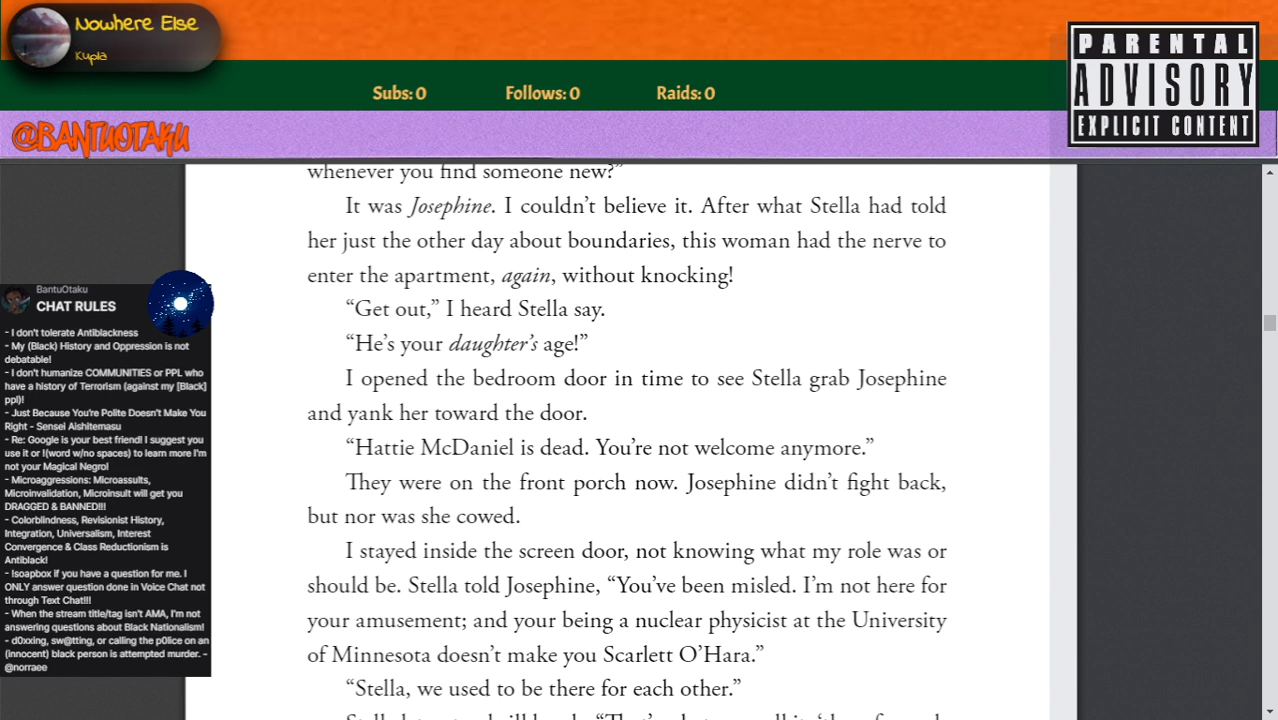 Nowhere Else
Kupla
PARENTAL
ADVISORY
EXPLICIT CONTENT
Subs: 0
Follows: 0
Raids: 0
@BANTUOTAKU
whenever you find someone new?”
It was Josephine. I couldn’t believe it. After what Stella had told
her just the other day about boundaries, this woman had the nerve to
enter the apartment, again, without knocking!
“Get out,” I heard Stella say.
“He’s your daughter’s age!”
I opened the bedroom door in time to see Stella grab Josephine
and yank her toward the door.
“Hattie McDaniel is dead. You’re not welcome anymore.”
They were on the front porch now. Josephine didn’t fight back,
but nor was she cowed.
I stayed inside the screen door, not knowing what my role was or
should be. Stella told Josephine, “You’ve been misled. I’m not here for
your amusement; and your being a nuclear physicist at the University
of Minnesota doesn’t make you Scarlett O’Hara.”
“Stella, we used to be there for each other.”
BantuOtaku
CHAT RULES
- I don't tolerate Antiblackness
- My (Black) History and Oppression is not
debatable!
- I don't humanize COMMUNITIES or PPL who
have a history of Terrorism (against my [Black]
ppl)!
- Just Because You're Polite Doesn't Make You
Right - Sensei Aishitemasu
- Re: Google is your best friend! I suggest you
use it or !(word w/no spaces) to learn more I'm
not your Magical Negro!
- Microaggressions: Microassults,
Microinvalidation, Microinsult will get you
DRAGGED & BANNED!!!
- Colorblindness, Revisionist History,
Integration, Universalism, Interest
Convergence & Class Reductionism is
Antiblack!
- !soapbox if you have a question for me. I
ONLY answer question done in Voice Chat not
through Text Chat!!!
- When the stream title/tag isn't AMA, I'm not
answering questions about Black Nationalism!
- d0xxing, sw@tting, or calling the p0lice on an
(innocent) black person is attempted murder. -
@norraee